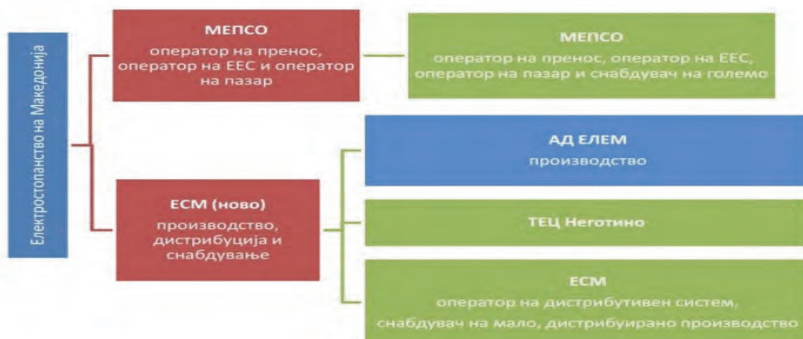 Електростопанство на Македонија
МЕПСО
оператор на пренос,
оператор на ЕЕС и оператор
на пазар
МЕПСО
оператор на пренос, оператор на ЕЕС,
оператор на пазар и снабдувач на големо
ЕСМ (ново)
производство,
дистрибуција и
снабдување
АД ЕЛЕМ
производство
ТЕЦ Неготино
ЕСМ
оператор на дистрибутивен систем,
снабдувач на мало, дистрибуирано производство